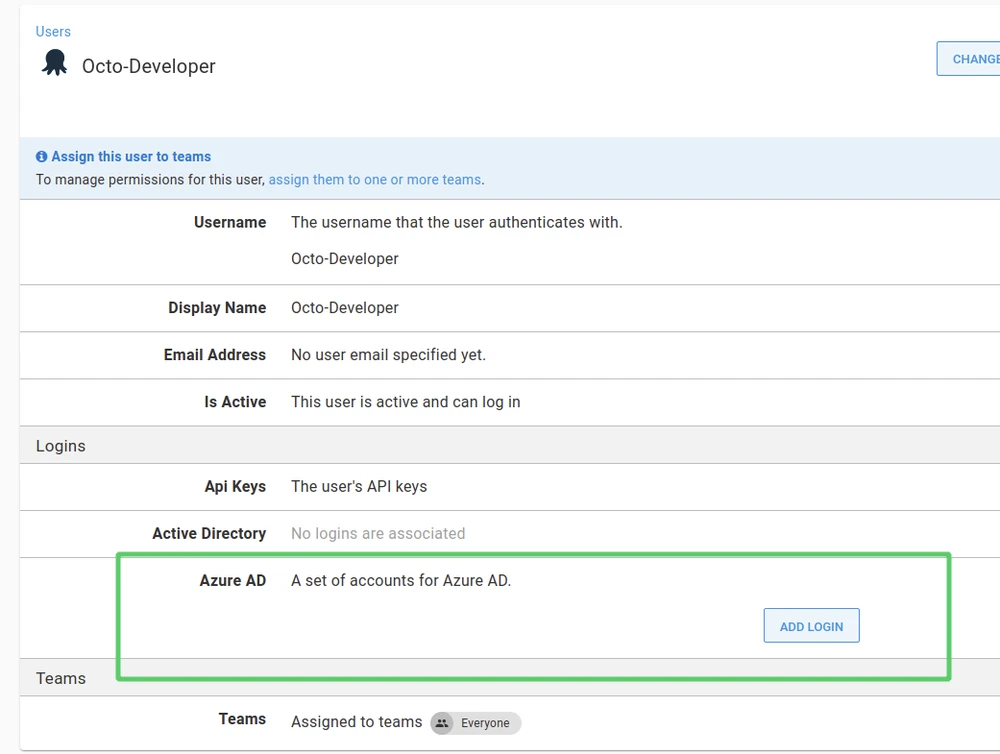 Users
Octo-Developer
CHANGE
Assign this user to teams
To manage permissions for this user, assign them to one or more teams.
Username The username that the user authenticates with.
Octo-Developer
Display Name Octo-Developer
Email Address No user email specified yet.
Is Active This user is active and can log in
Logins
Api Keys The user's API keys
Active Directory No logins are associated
Azure AD A set of accounts for Azure AD.
ADD LOGIN
Teams
Teams Assigned to teams Everyone